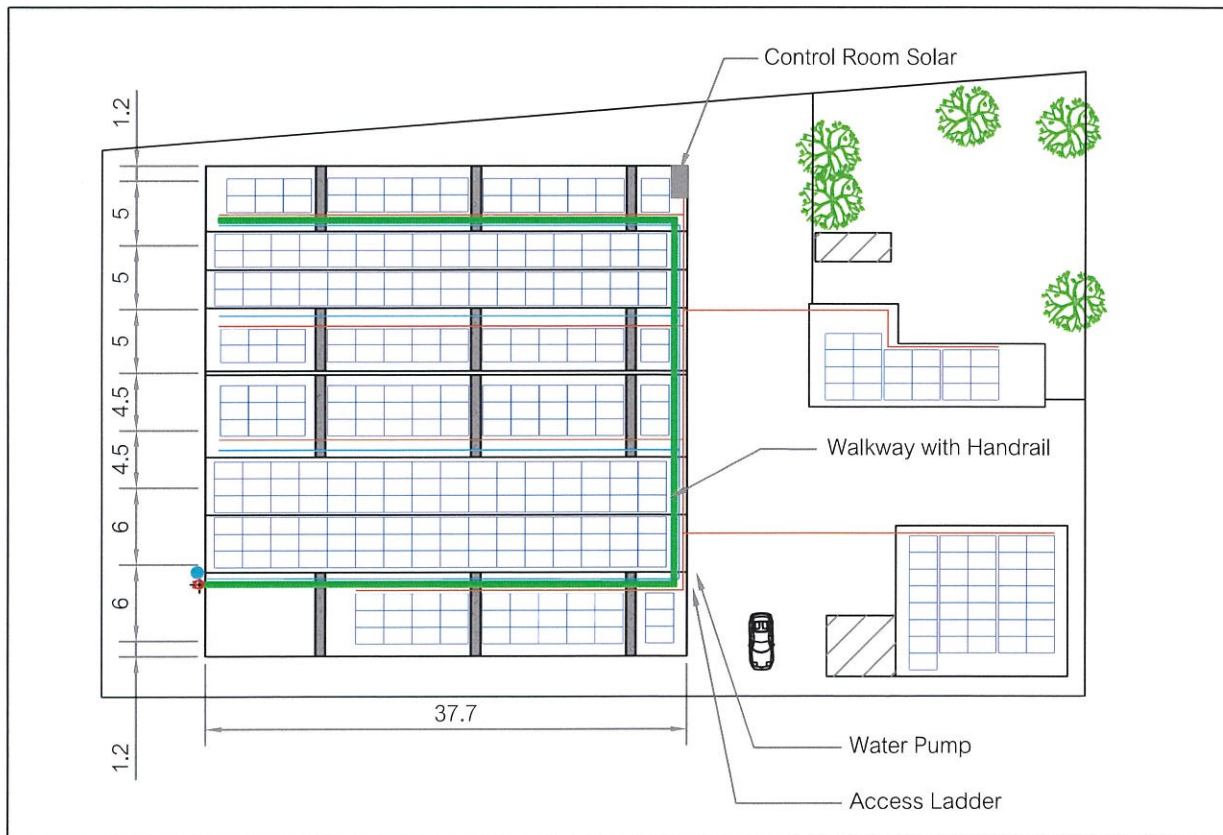 Control Room Solar
1.2
5
5
5
4.5
4.5
6
6
1.2
Walkway with Handrail
37.7
Water Pump
Access Ladder